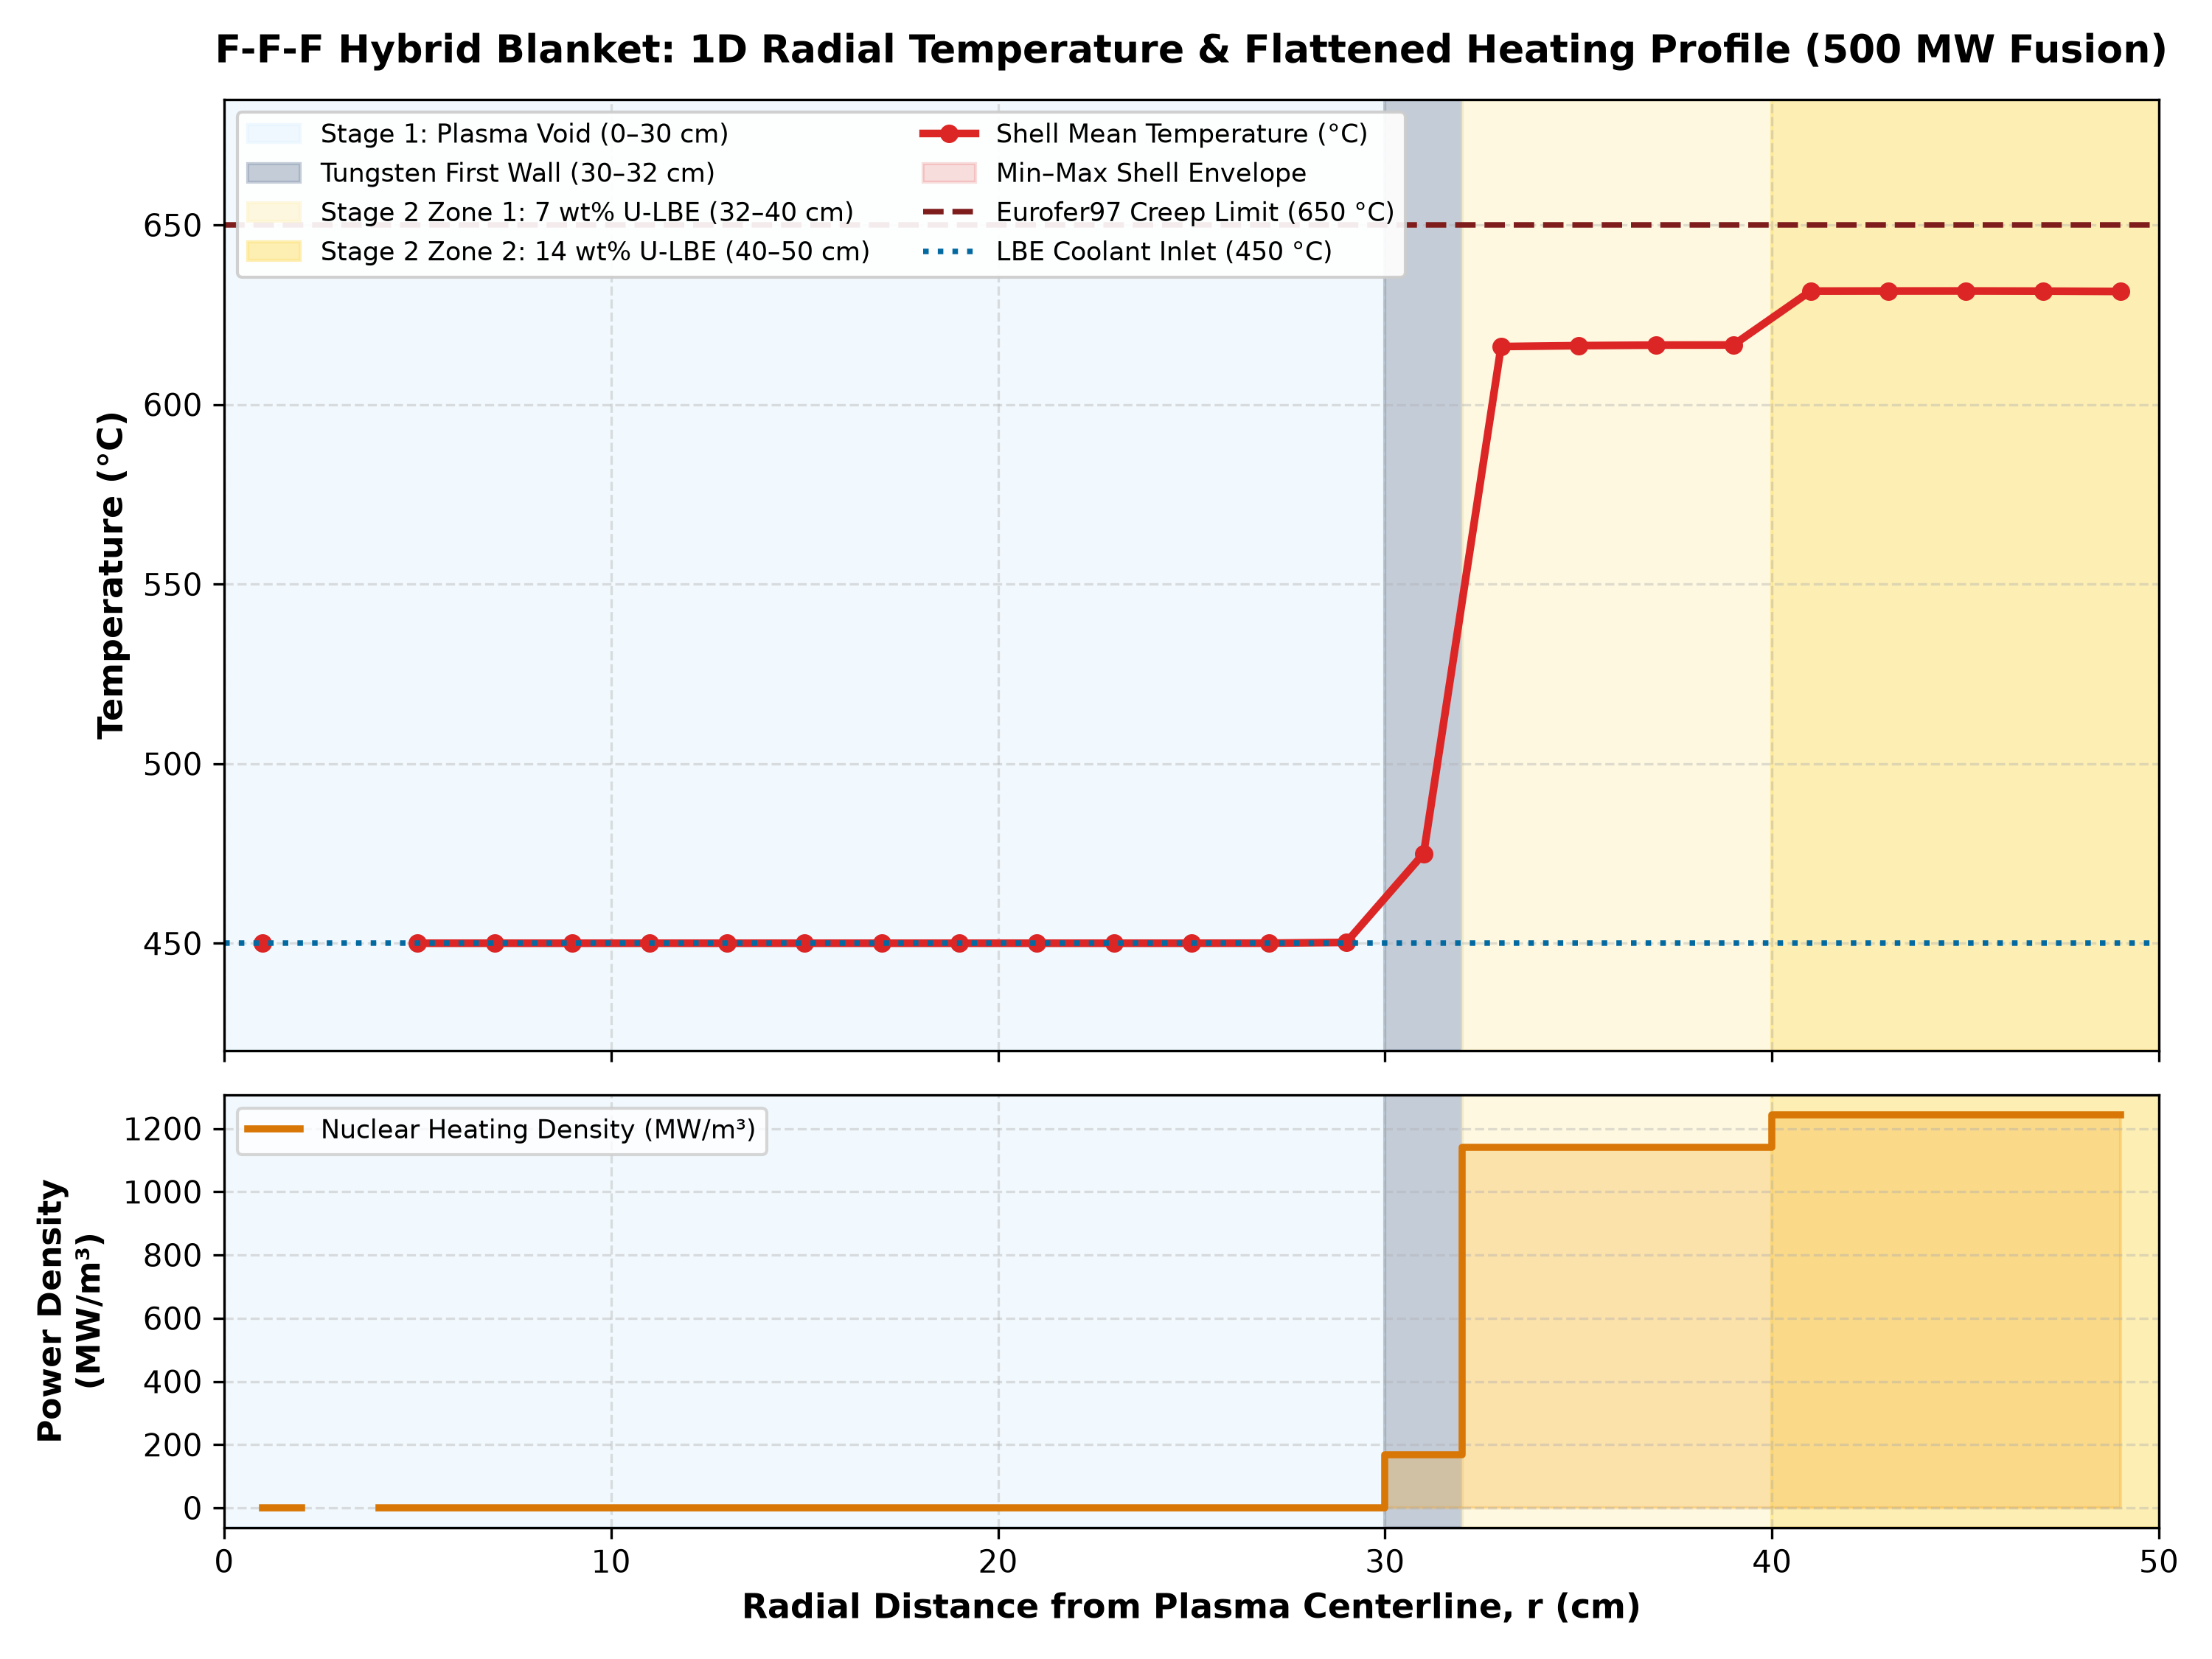 F-F-F Hybrid Blanket: 1D Radial Temperature & Flattened Heating Profile (500 MW Fusion)
Stage 1: Plasma Void (0–30 cm)
Tungsten First Wall (30–32 cm)
Stage 2 Zone 1: 7 wt% U-LBE (32–40 cm)
Stage 2 Zone 2: 14 wt% U-LBE (40–50 cm)
Shell Mean Temperature (°C)
Min–Max Shell Envelope
Eurofer97 Creep Limit (650 °C)
LBE Coolant Inlet (450 °C)
Temperature (°C)
650
600
550
500
450
Nuclear Heating Density (MW/m³)
Power Density
(MW/m³)
1200
1000
800
600
400
200
0
0 10 20 30 40 50
Radial Distance from Plasma Centerline, r (cm)